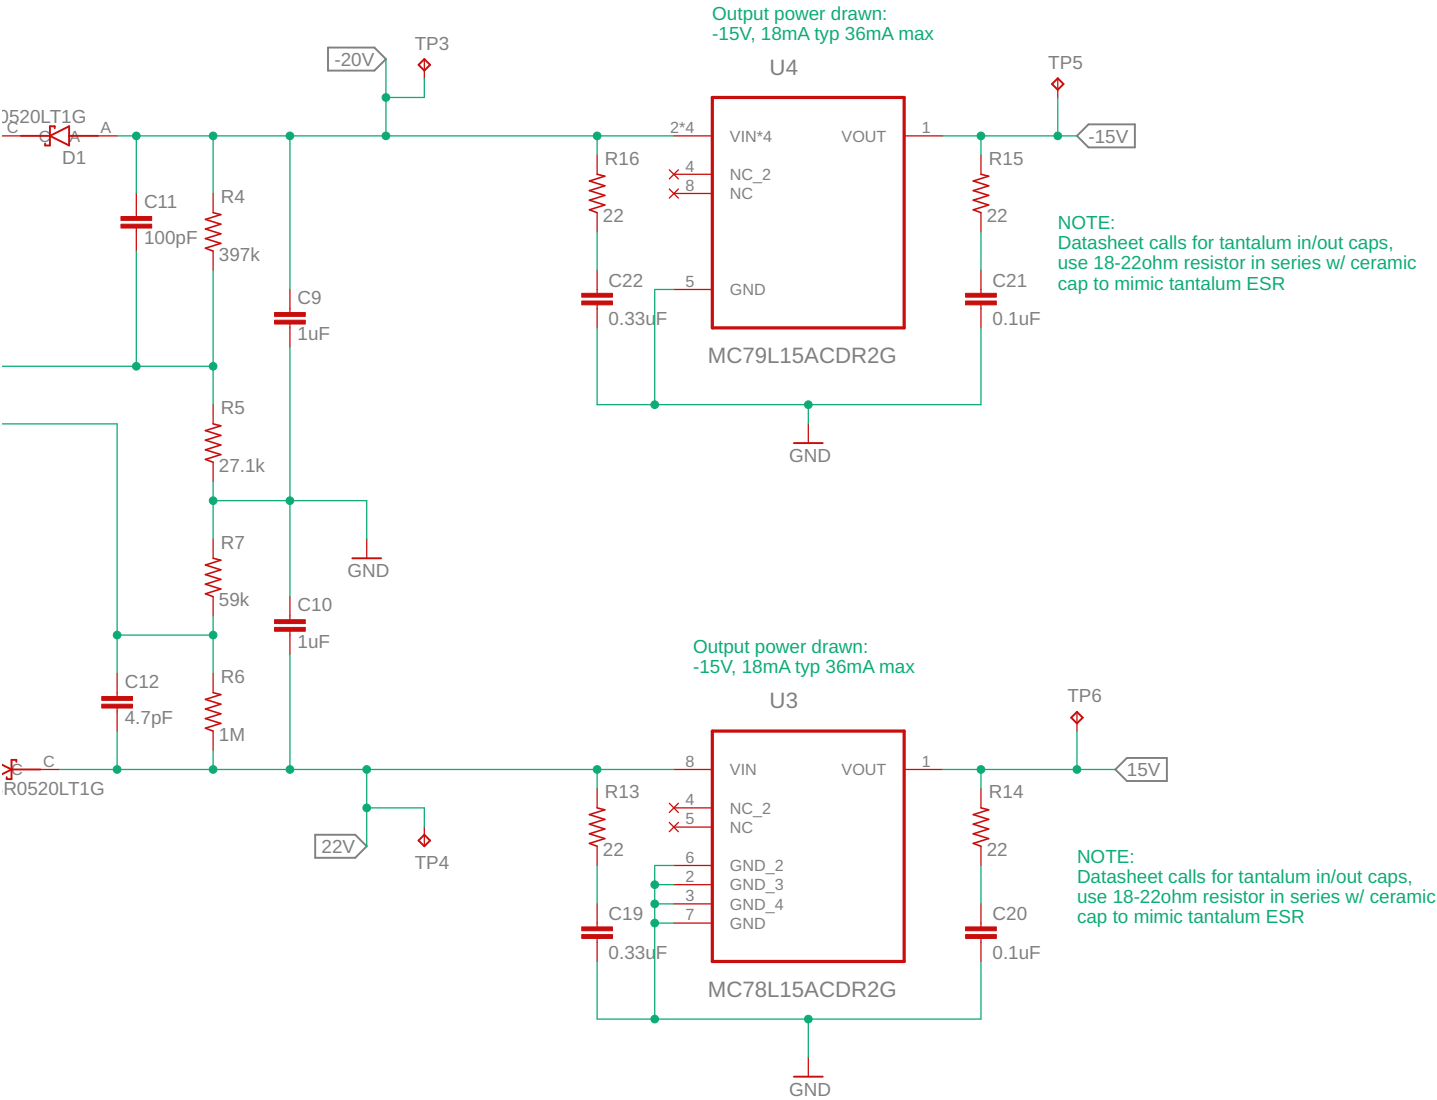 Output power drawn:
-15V, 18mA typ 36mA max
U4
-20V
TP3
TP5
0520LT1G
C
C
A
A
D1
2*4
VIN*4
VOUT
1
-15V
4
NC_2
8
NC
5
GND
MC79L15ACDR2G
R16
22
C22
0.33uF
R15
22
C21
0.1uF
NOTE:
Datasheet calls for tantalum in/out caps,
use 18-22ohm resistor in series w/ ceramic
cap to mimic tantalum ESR
GND
C11
100pF
R4
397k
C9
1uF
R5
27.1k
R7
59k
GND
C10
1uF
C12
4.7pF
R6
1M
C
C
R0520LT1G
22V
TP4
Output power drawn:
-15V, 18mA typ 36mA max
U3
TP6
8
VIN
VOUT
1
15V
4
NC_2
5
NC
6
GND_2
2
GND_3
3
GND_4
7
GND
MC78L15ACDR2G
R13
22
C19
0.33uF
R14
22
C20
0.1uF
NOTE:
Datasheet calls for tantalum in/out caps,
use 18-22ohm resistor in series w/ ceramic
cap to mimic tantalum ESR
GND